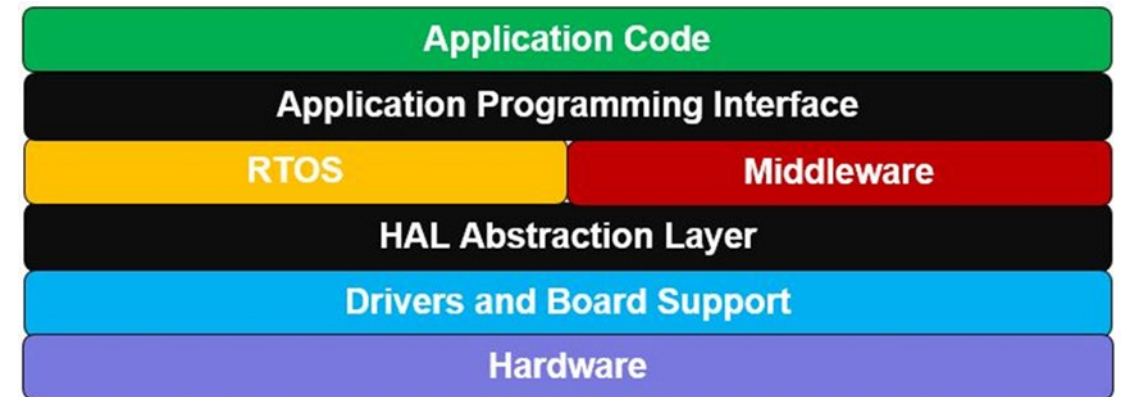 Application Code
Application Programming Interface
RTOS
Middleware
HAL Abstraction Layer
Drivers and Board Support
Hardware